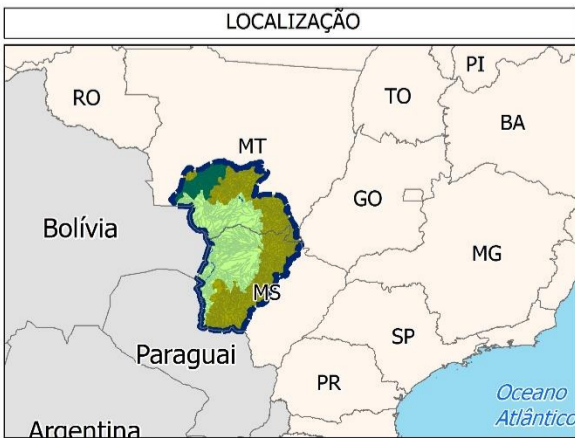 LOCALIZAÇÃO
PI
RO
TO
BA
MT
GO
Bolívia
MG
MS
SP
Paraguai
PR
Oceano
Atlântico
Argentina